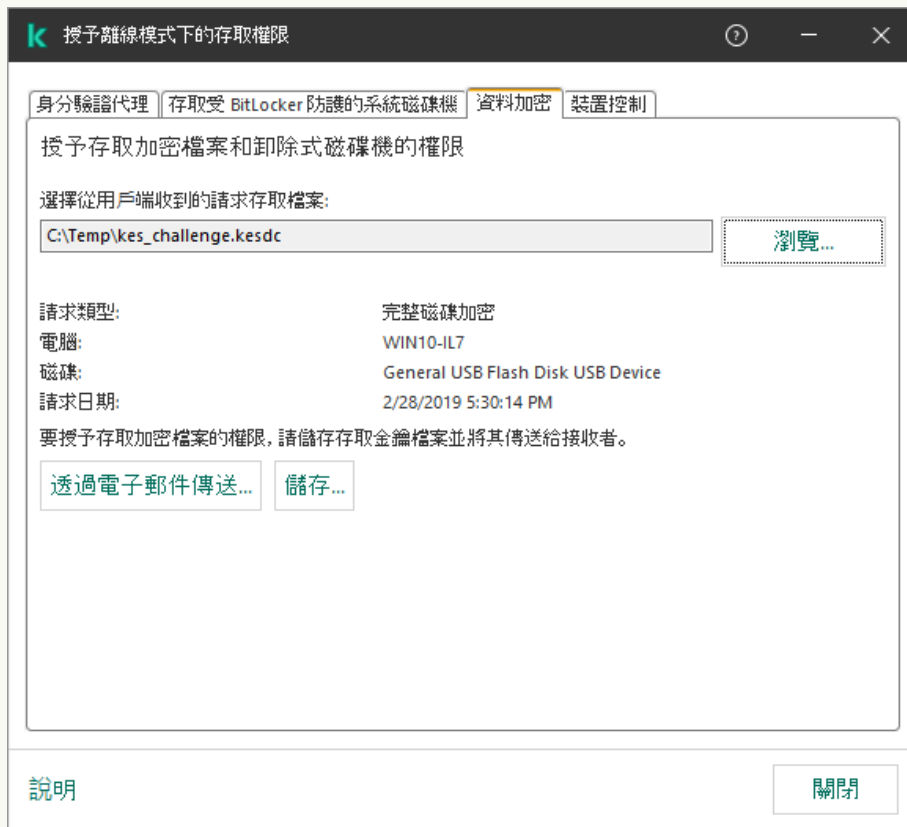 授予離線模式下的存取權限
身分驗證代理 存取受 BitLocker 防護的系統磁碟機 資料加密 裝置控制
授予存取加密檔案和卸除式磁碟機的權限
選擇從用戶端收到的請求存取檔案:
C:\Temp\kes_challenge.kesdc 瀏覽...
請求類型: 完整磁碟加密
電腦: WIN10-IL7
磁碟: General USB Flash Disk USB Device
請求日期: 2/28/2019 5:30:14 PM
要授予存取加密檔案的權限, 請儲存存取金鑰檔案並將其傳送給接收者。
透過電子郵件傳送... 儲存...
說明 關閉